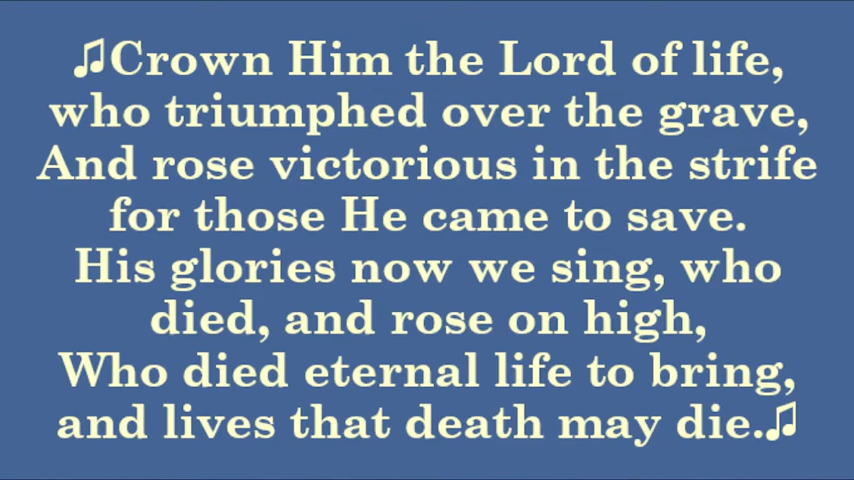 ♫Crown Him the Lord of life,
who triumphed over the grave,
And rose victorious in the strife
for those He came to save.
His glories now we sing, who
died, and rose on high,
Who died eternal life to bring,
and lives that death may die.♫